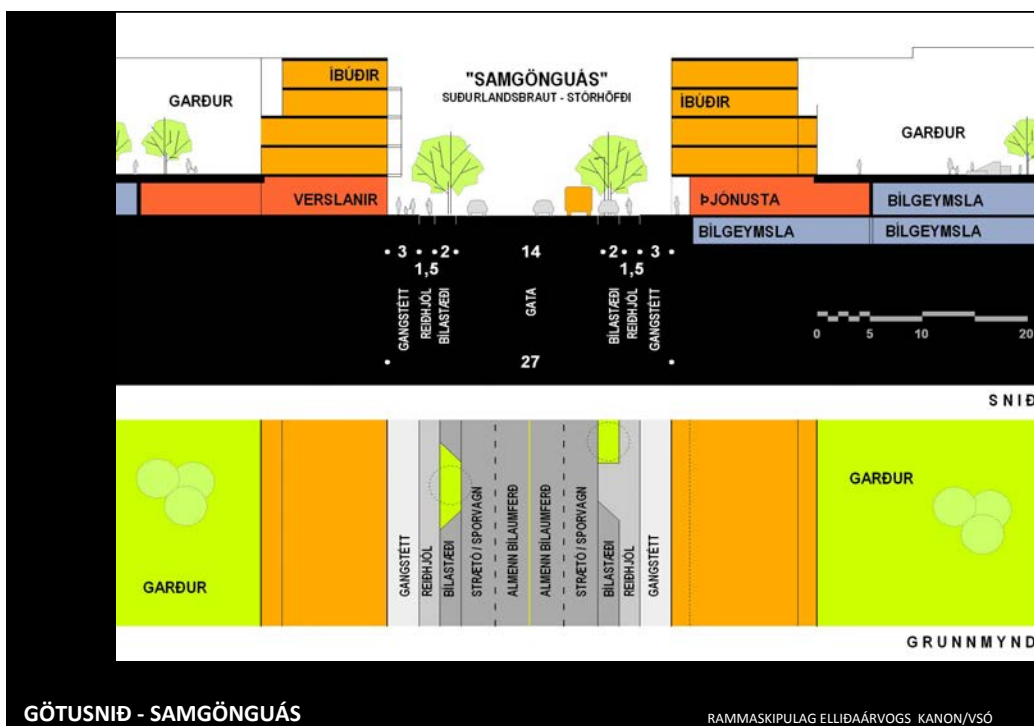 "SAMGÖNGUÁS"
SUÐURLANDSBRAUT - STÓRHÖFÐI
ÍBÚÐIR
ÍBÚÐIR
GARÐUR
GARÐUR
VERSLANIR
ÞJÓNUSTA
BÍLGEYMSLA
BÍLGEYMSLA
BÍLGEYMSLA
3 2 14 2 3
1,5 1,5
GANGSTÉTT
REIÐHJÓL
BÍLASTÆÐI
GATA
BÍLASTÆÐI
REIÐHJÓL
GANGSTÉTT
27
0 5 10 20
SNIÐ
GARÐUR
GARÐUR
GANGSTÉTT
REIÐHJÓL
BÍLASTÆÐI
STRÆTÓ / SPORVAGN
ALMENN BÍLAUMFERÐ
ALMENN BÍLAUMFERÐ
STRÆTÓ / SPORVAGN
BÍLASTÆÐI
REIÐHJÓL
GANGSTÉTT
GRUNNMYND
GÖTUSNIÐ - SAMGÖNGUÁS
RAMMASKIPULAG ELLIÐAÁRVOGS KANON/VSÓ